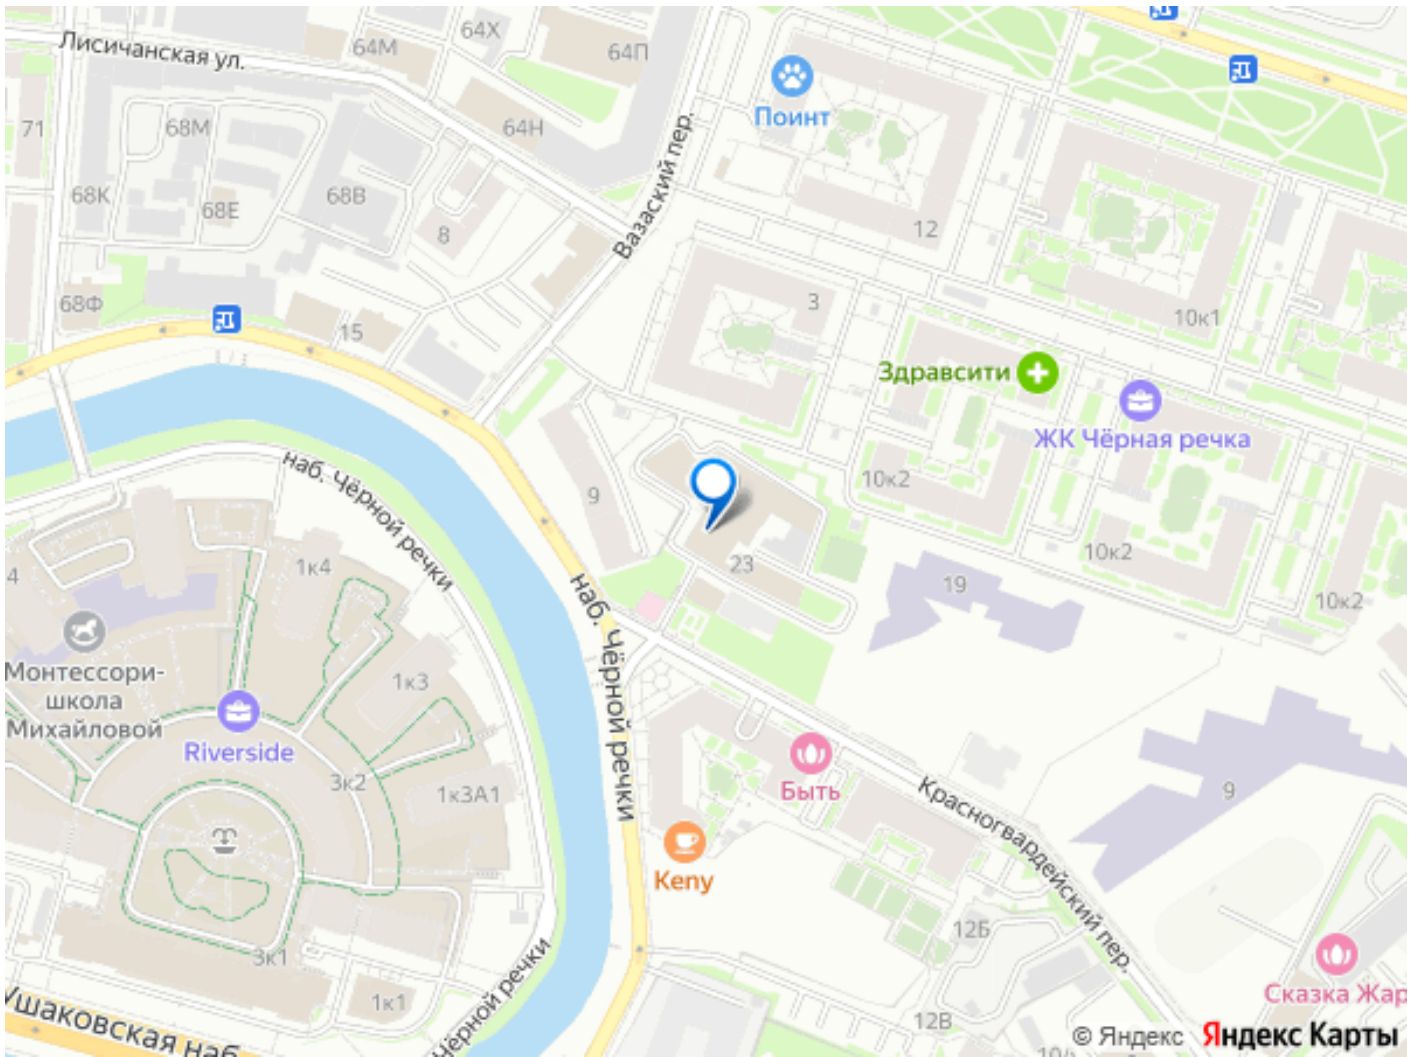 64Х
64М
64П
Лисичанская ул.
71
68М
64Н
Поинт
68К
68Е
68В
8
Вазаский пер.
12
68Ф
15
3
10к1
Здравсити
ЖК Чёрная речка
наб. Чёрной речки
9
10к2
23
10к2
19
10к2
4
1к4
наб. Чёрной речки
Монтессори-
школа
Михайловой
1к3
Riverside
3к2
1к3А1
Быть
9
Красногвардейский пер.
Keny
12Б
3к1
1к1
Чёрной речки
Сказка Жар
12В
Ушаковская наб.
© Яндекс Яндекс Карты